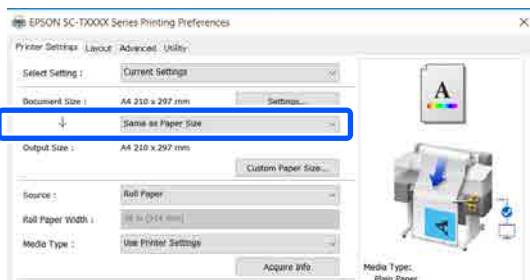 EPSON SC-TXXXX Series Printing Preferences
Printer Settings Layout Advanced Utility
Select Setting : Current Settings
Document Size : A4 210 x 297 mm Settings...
Same as Paper Size
Output Size : A4 210 x 297 mm
Custom Paper Size...
Source : Roll Paper
Roll Paper Width :
Media Type : Use Printer Settings
Acquire Info
Media Type:
Plain Paper
A